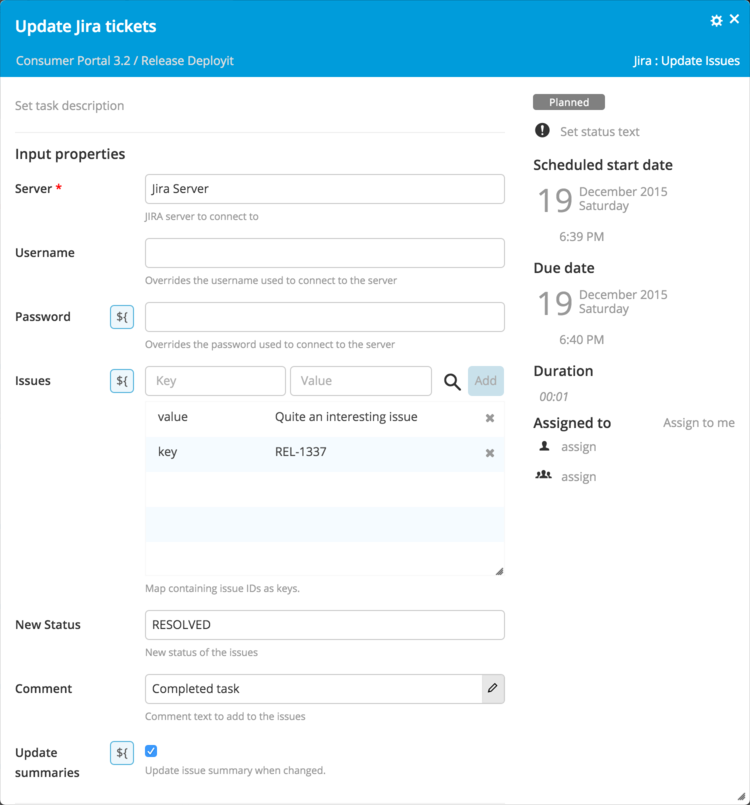 Update Jira tickets
Consumer Portal 3.2 / Release Deployit
Jira : Update Issues
Set task description
Input properties
Server *
Jira Server
JIRA server to connect to
Username
Overrides the username used to connect to the server
Password
${
Overrides the password used to connect to the server
Issues
${
Key
Value
Add
value
Quite an interesting issue
key
REL-1337
Map containing issue IDs as keys.
New Status
RESOLVED
New status of the issues
Comment
Completed task
Comment text to add to the issues
Update
summaries
${
Update issue summary when changed.
Planned
Set status text
Scheduled start date
19
December 2015
Saturday
6:39 PM
Due date
19
December 2015
Saturday
6:40 PM
Duration
00:01
Assigned to
Assign to me
assign
assign